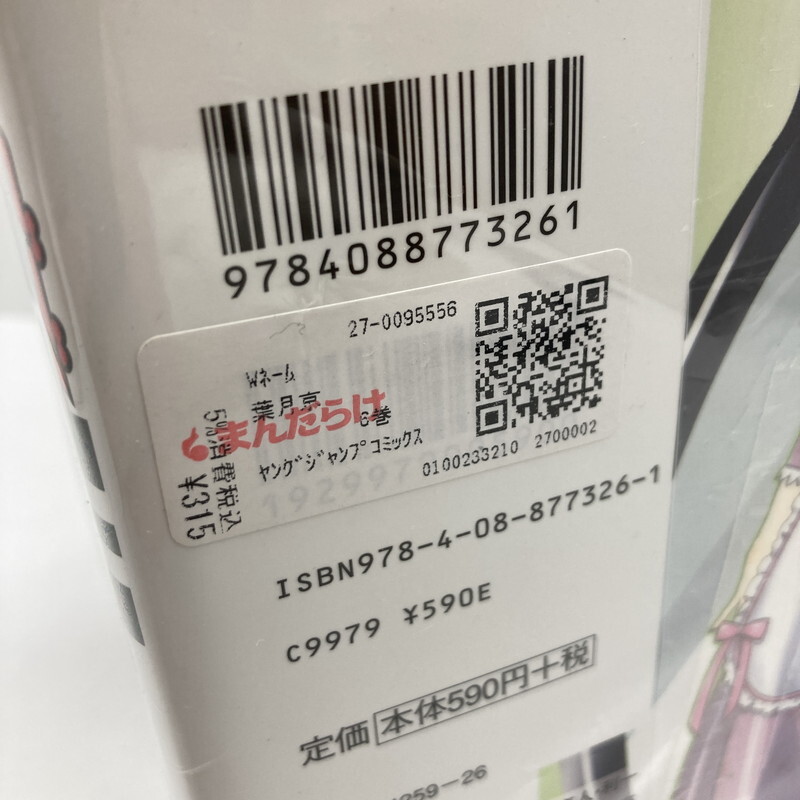 9784088773261
27-0095556
Wネーム
葉月京 6巻
まんだらけ
ヤングジャンプコミックス
0100233210 2700002
5%消費税込
¥315
ISBN978-4-08-877326-1
C9979 ¥590E
定価 本体590円+税
259-26